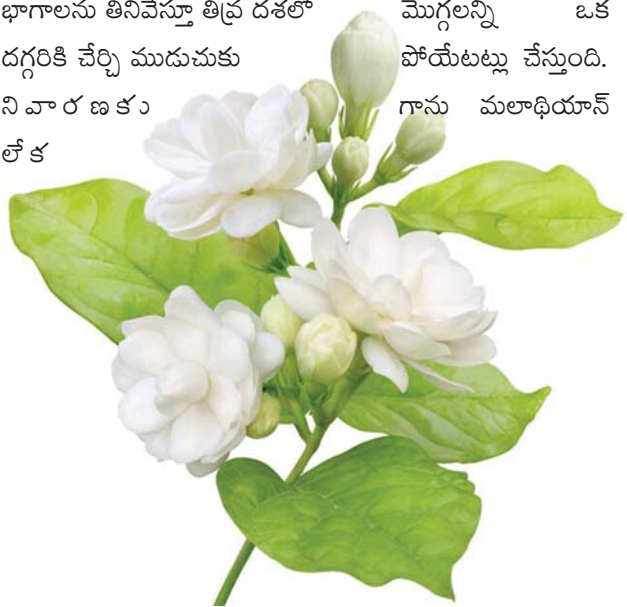 భాగాలను తినివేస్తూ తీవ్ర దశలో మొగ్గలన్ని ఒక
దగ్గరికి చేర్చి ముడుచుకు పోయేటట్లు చేస్తుంది.
నివారణకు గాను మలాథియాన్
లేక